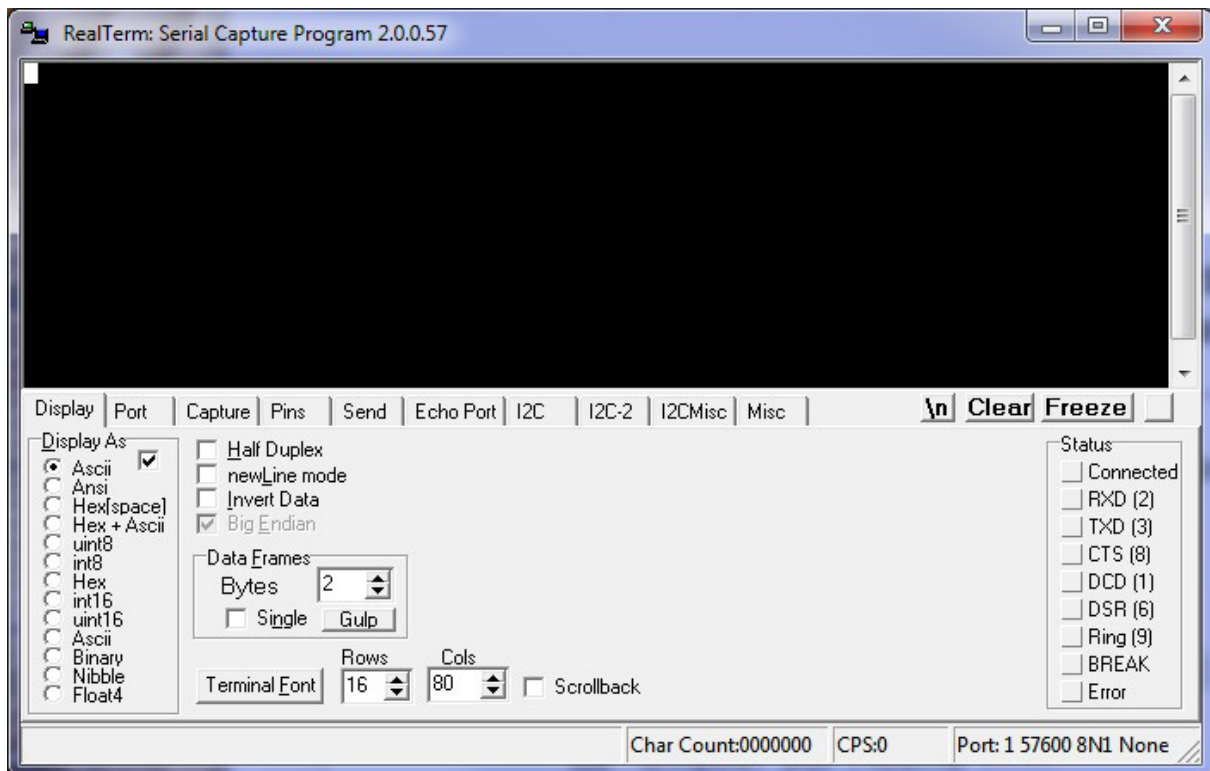 RealTerm: Serial Capture Program 2.0.0.57
Display Port Capture Pins Send Echo Port I2C I2C-2 I2CMisc Misc \n Clear Freeze
Display As
Ascii
Ansi
Hex[space]
Hex + Ascii
uint8
int8
Hex
int16
uint16
Ascii
Binary
Nibble
Float4
Half Duplex
newLine mode
Invert Data
Big Endian
Data Frames
Bytes 2
Single Gulp
Rows Cols
Terminal Font 16 80 Scrollback
Status
Connected
RXD (2)
TXD (3)
CTS (8)
DCD (1)
DSR (6)
Ring (9)
BREAK
Error
Char Count:0000000 CPS:0 Port: 1 57600 8N1 None